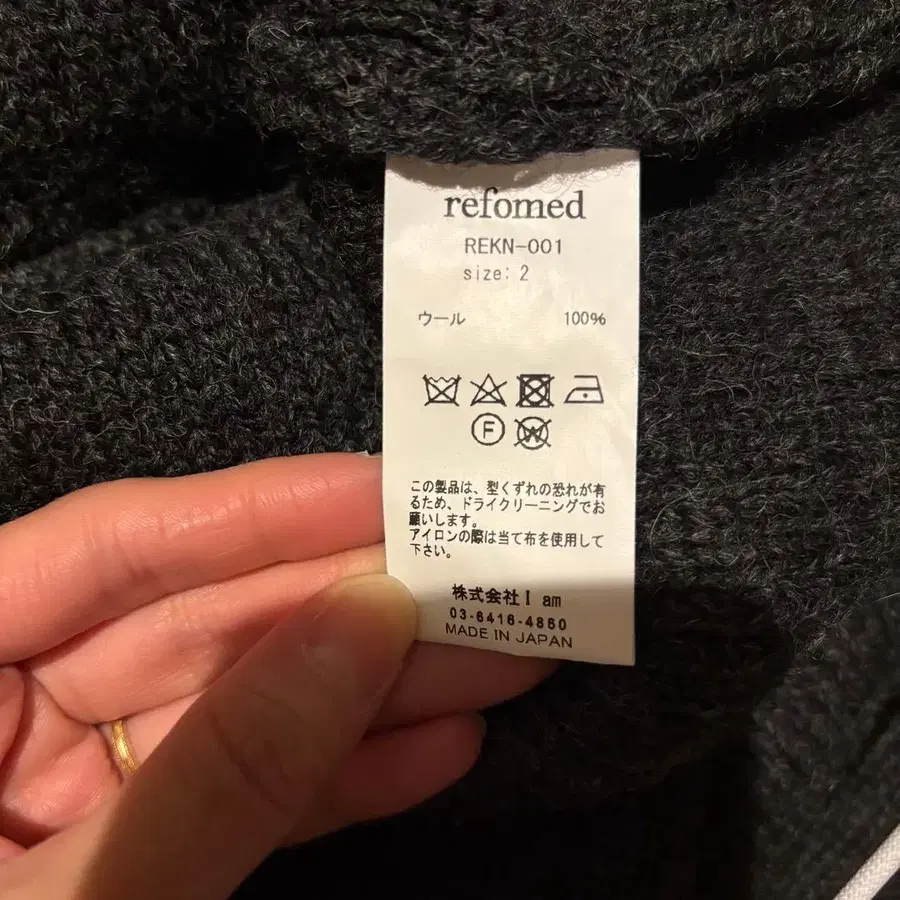 refomed
REKN-001
size: 2
ウール 100%
F
W
この製品は、型くずれの恐れが有
るため、ドライクリーニングでお
願いします。
アイロンの際は当て布を使用して
下さい。
株式会社I am
03-6416-4860
MADE IN JAPAN